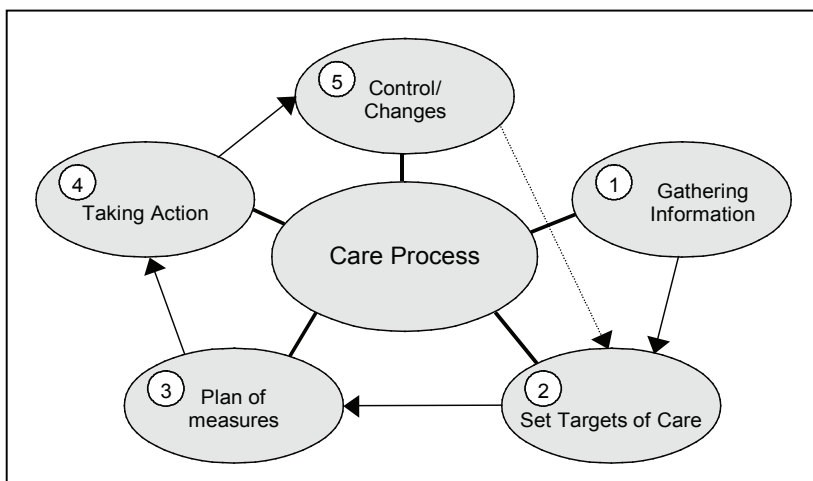 5
Control/
Changes
4
Taking Action
1
Gathering
Information
Care Process
3
Plan of
measures
2
Set Targets of Care